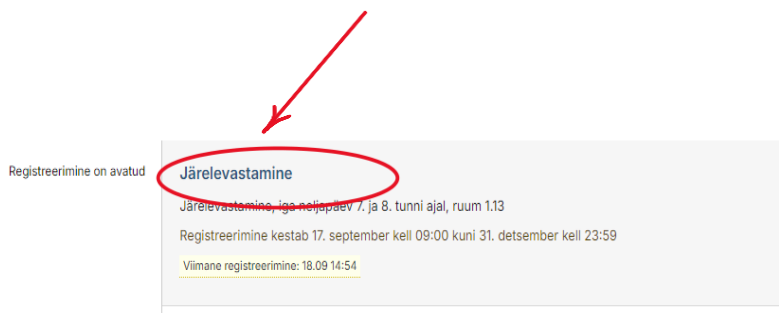 Registreerimine on avatud
Järelevastamine
Järelevastamine, iga neljapäev 7. ja 8. tunni ajal, ruum 1.13
Registreerimine kestab 17. september kell 09:00 kuni 31. detsember kell 23:59
Viimane registreerimine: 18.09 14:54